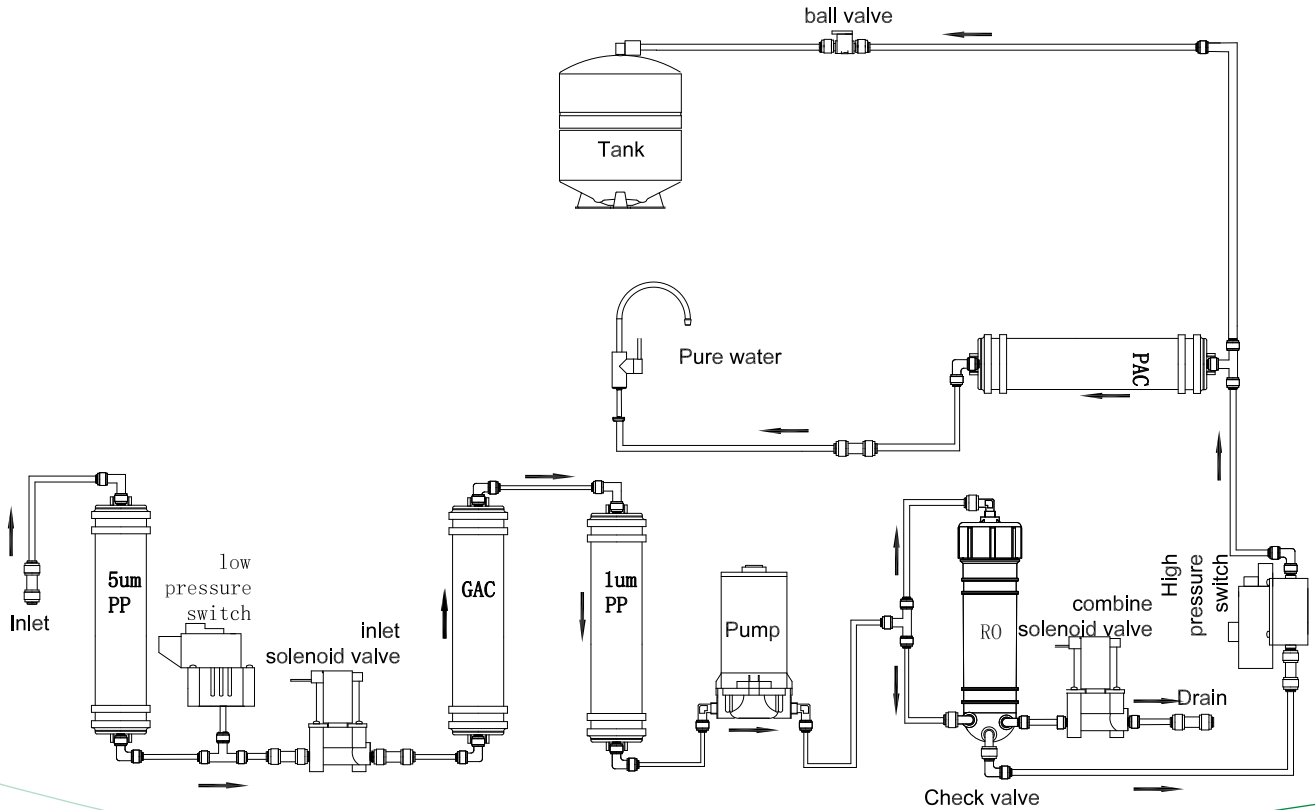 ball valve
Tank
Pure water
PAC
5um
PP
low
pressure
switch
inlet
solenoid valve
GAC
1um
PP
Pump
RO
combine
solenoid valve
High
pressure
switch
Inlet
Drain
Check valve